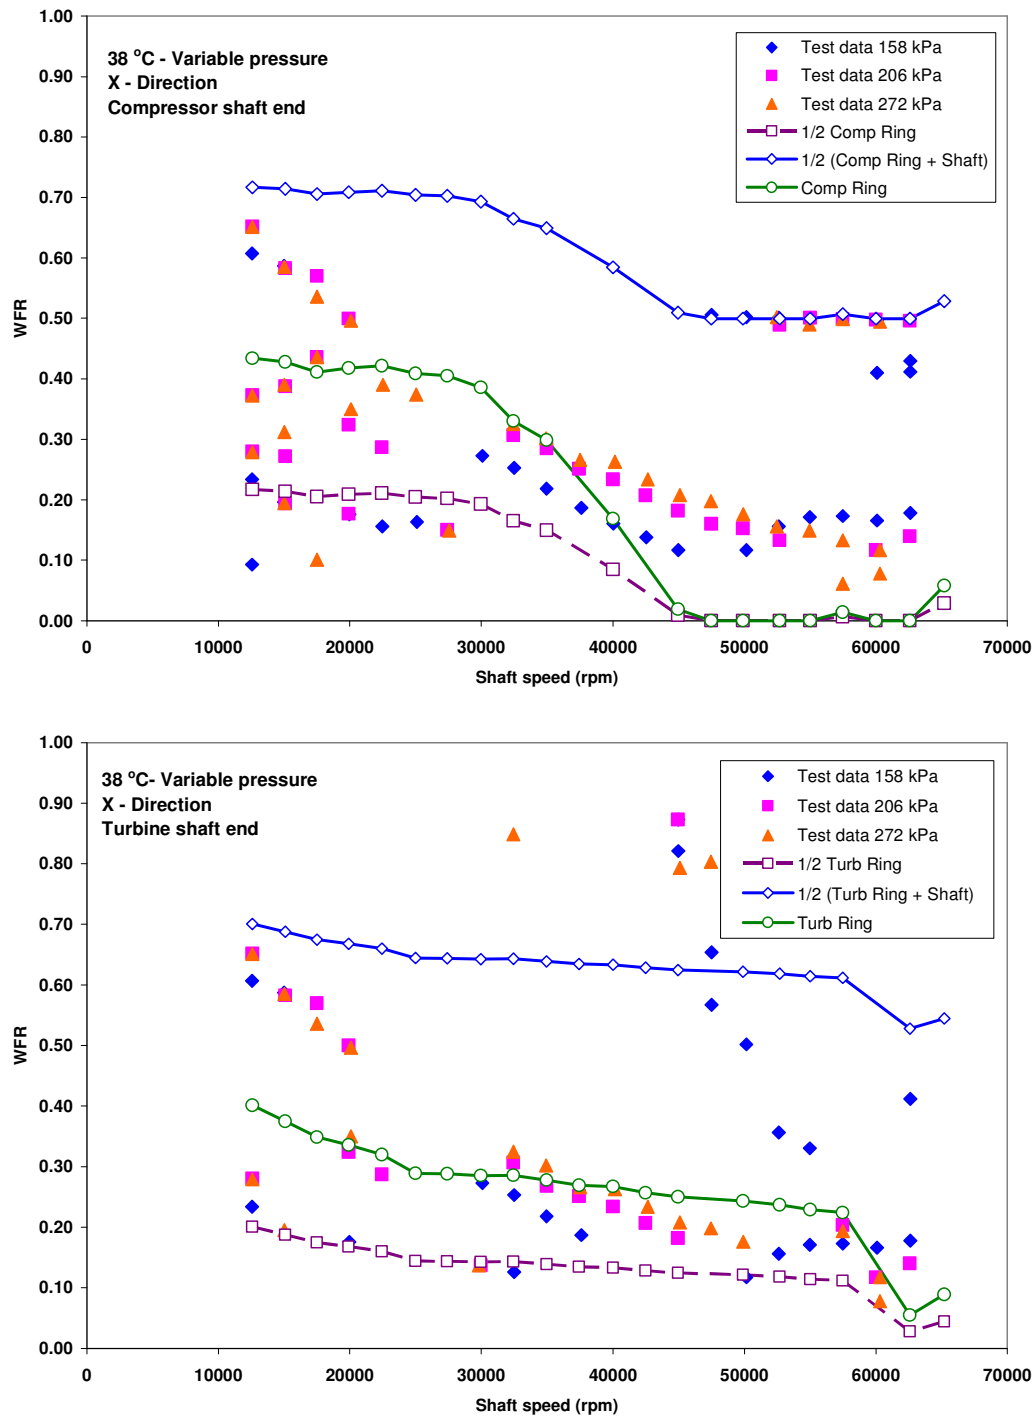 1.00
0.90
0.80
0.70
0.60
0.50
0.40
0.30
0.20
0.10
0.00
WFR
38 °C - Variable pressure
X - Direction
Compressor shaft end
Test data 158 kPa
Test data 206 kPa
Test data 272 kPa
1/2 Comp Ring
1/2 (Comp Ring + Shaft)
Comp Ring
0 10000 20000 30000 40000 50000 60000 70000
Shaft speed (rpm)
1.00
0.90
0.80
0.70
0.60
0.50
0.40
0.30
0.20
0.10
0.00
WFR
38 °C- Variable pressure
X - Direction
Turbine shaft end
Test data 158 kPa
Test data 206 kPa
Test data 272 kPa
1/2 Turb Ring
1/2 (Turb Ring + Shaft)
Turb Ring
0 10000 20000 30000 40000 50000 60000 70000
Shaft speed (rpm)